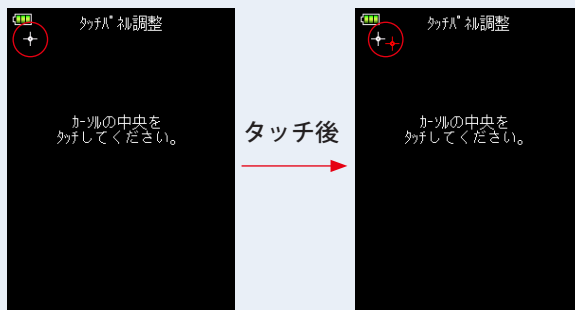 ﾀｯﾁﾊﾟﾈﾙ調整
ｶｰｿﾙの中央を
ﾀｯﾁしてください。
タッチ後
ﾀｯﾁﾊﾟﾈﾙ調整
ｶｰｿﾙの中央を
ﾀｯﾁしてください。